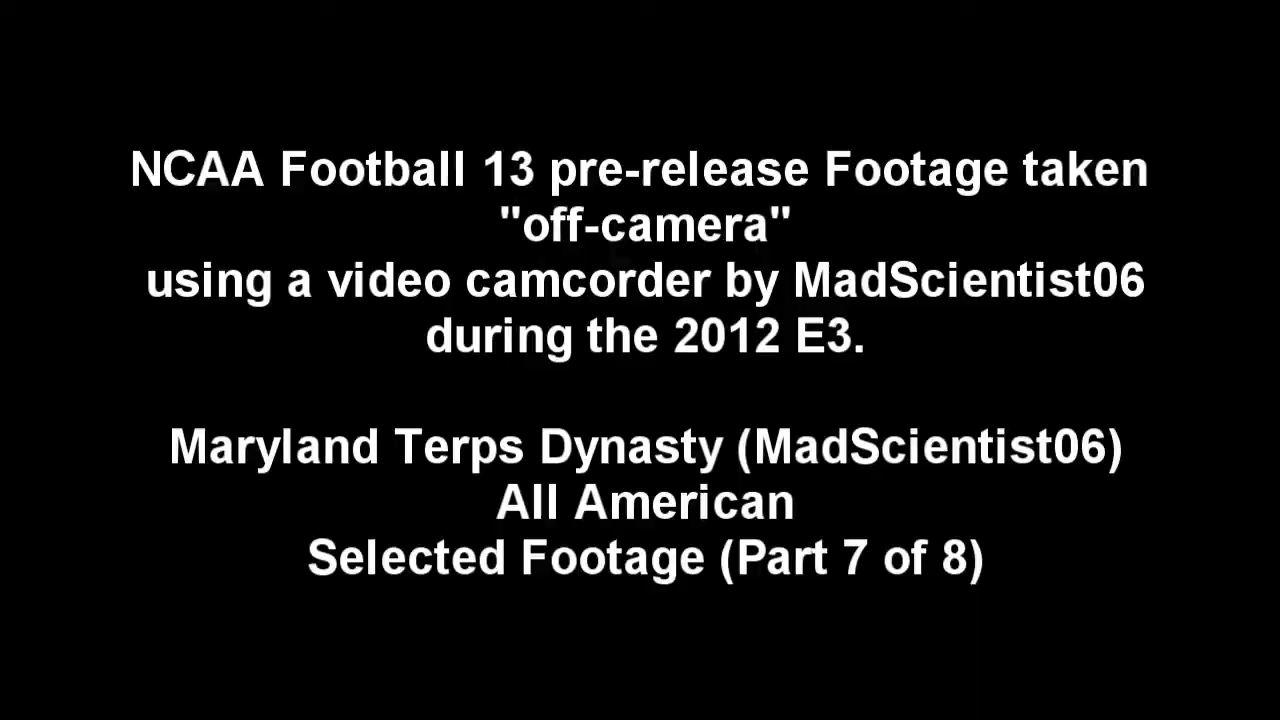 NCAA Football 13 pre-release Footage taken
"off-camera"
using a video camcorder by MadScientist06
during the 2012 E3.
Maryland Terps Dynasty (MadScientist06)
All American
Selected Footage (Part 7 of 8)